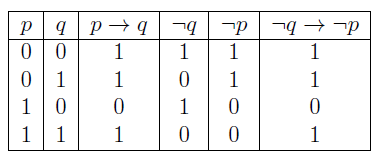 p q p → q ¬q ¬p ¬q → ¬p
0 0 1 1 1 1
0 1 1 0 1 1
1 0 0 1 0 0
1 1 1 0 0 1